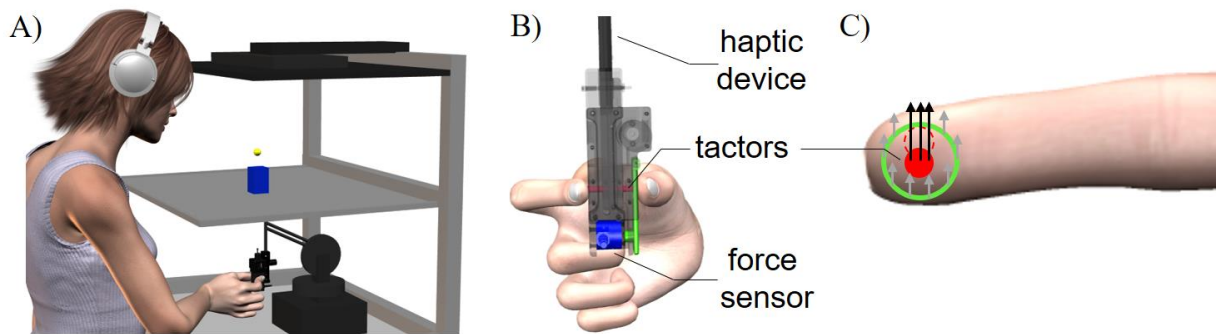 A)
B)
haptic
device
tactors
force
sensor
C)